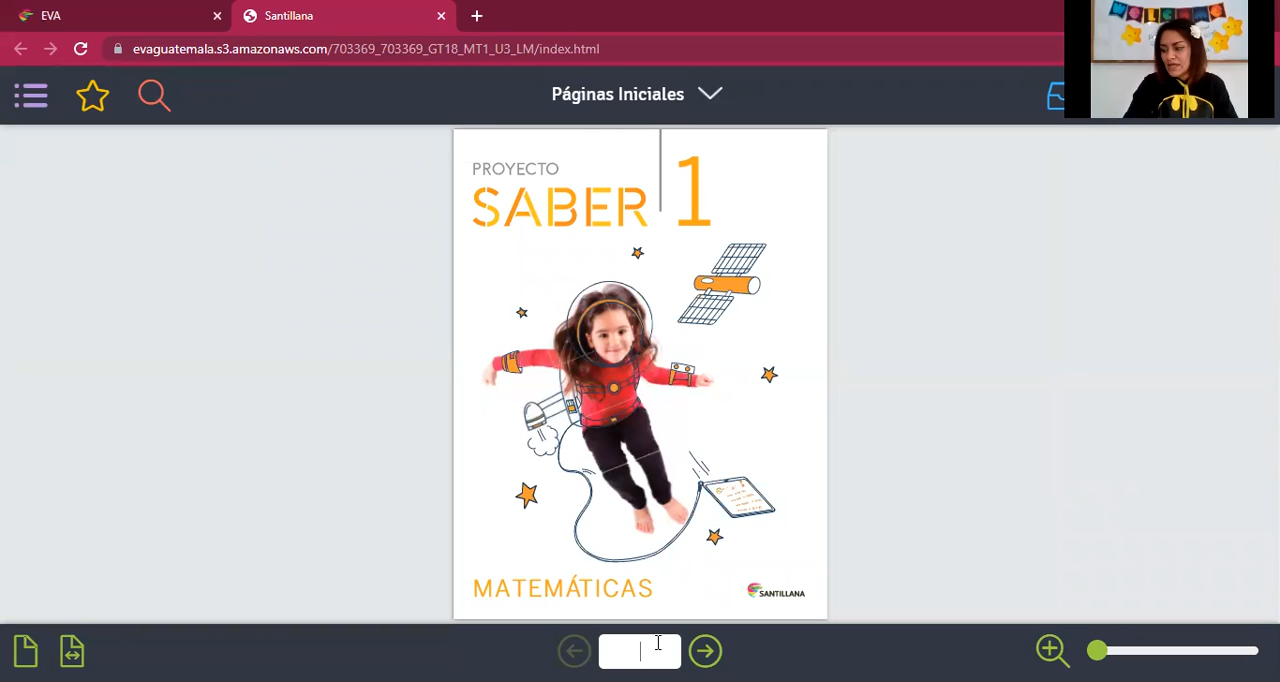 EVA
Santillana
evaguatemala.s3.amazonaws.com/703369_703369_GT18_MT1_U3_LM/index.html
Páginas Iniciales
PROYECTO
SABER 1
MATEMÁTICAS
SANTILLANA